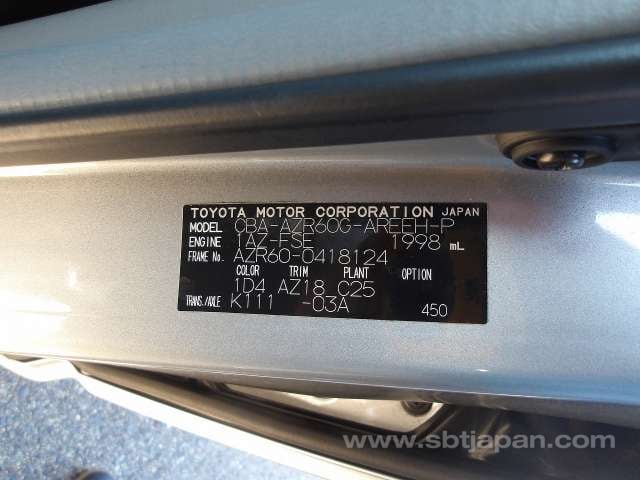 TOYOTA MOTOR CORPORATION JAPAN
MODEL CBA-AZR60G-AREEH-P
ENGINE 1AZ-FSE 1998 mL
FRAME No. AZR60-0418124
COLOR TRIM PLANT OPTION
1D4 AZ18 C25
TRANS./AXLE K111 -03A
450
www.sbtjapan.com